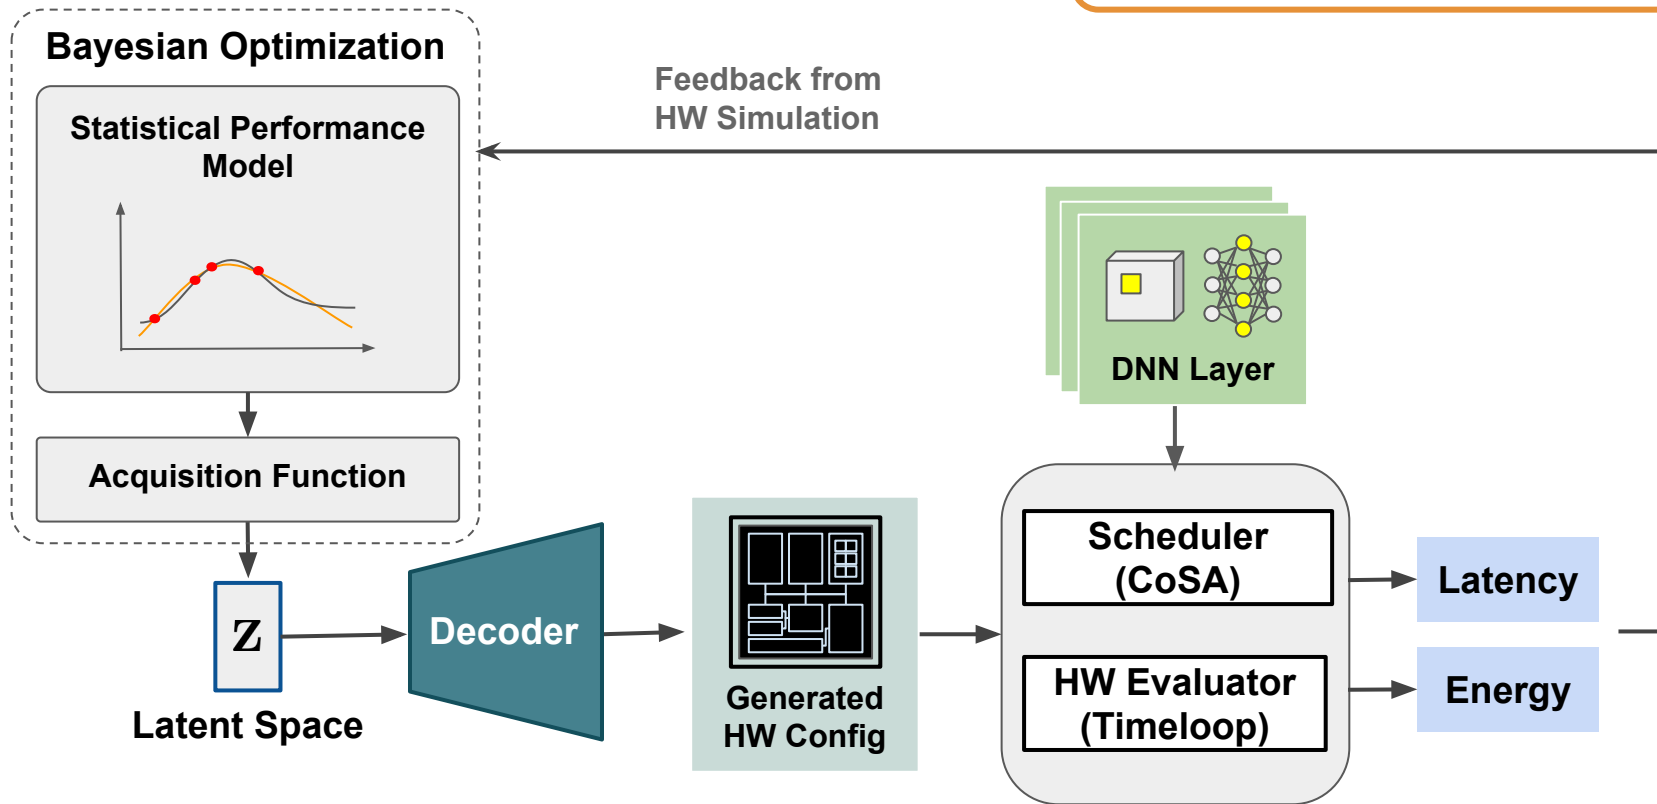 Bayesian Optimization
Statistical Performance
Model
Acquisition Function
Z
Latent Space
Decoder
Generated
HW Config
Feedback from
HW Simulation
DNN Layer
Scheduler
(CoSA)
HW Evaluator
(Timeloop)
Latency
Energy